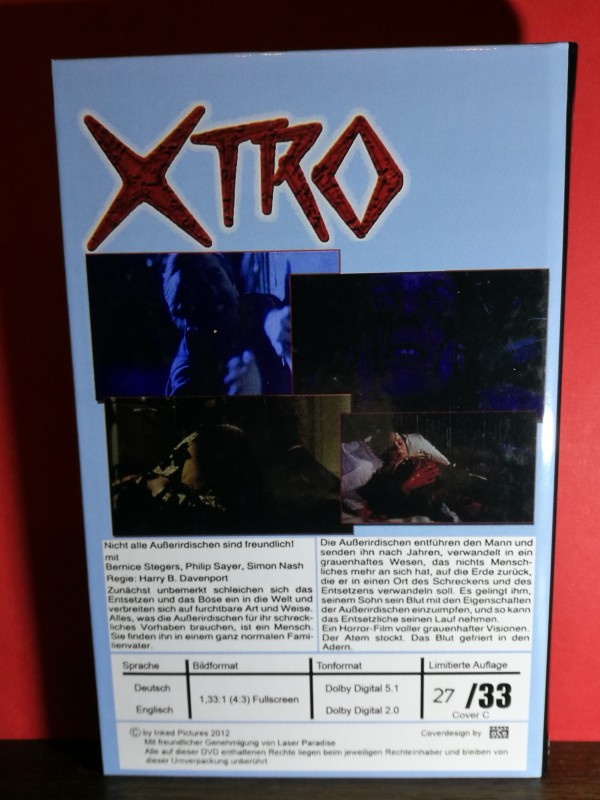 XTRO
Nicht alle Außerirdischen sind freundlich!
mit
Bernice Stegers, Philip Sayer, Simon Nash
Regie: Harry B. Davenport
Zunächst unbemerkt schleichen sich das
Entsetzen und das Böse ein in die Welt und
verbreiten sich auf furchtbare Art und Weise.
Alles, was die Außerirdischen für ihr schreck-
liches Vorhaben brauchen, ist ein Mensch.
Sie finden ihn in einem ganz normalen Fami-
lienvater.
Die Außerirdischen entführen den Mann und
senden ihn nach Jahren, verwandelt in ein
grauenhaftes Wesen, das nichts Mensch-
liches mehr an sich hat, auf die Erde zurück,
die er in einen Ort des Schreckens und des
Entsetzens verwandeln soll. Es gelingt ihm,
seinem Sohn sein Blut mit den Eigenschaften
der Außerirdischen einzuimpfen, und so kann
das Entsetzliche seinen Lauf nehmen.
Ein Horror-Film voller grauenhafter Visionen.
Der Atem stockt. Das Blut gefriert in den
Adern.
Sprache Bildformat Tonformat Limitierte Auflage
Deutsch Dolby Digital 5.1
1,33:1 (4:3) Fullscreen 27 /33
Englisch Dolby Digital 2.0 Cover C
© by Inked Pictures 2012 Coverdesign by
Mit freundlicher Genehmigung von Laser Paradise
Alle auf dieser DVD enthaltenen Rechte liegen beim jeweiligen Rechteinhaber und bleiben von
dieser Umverpackung unberührt.